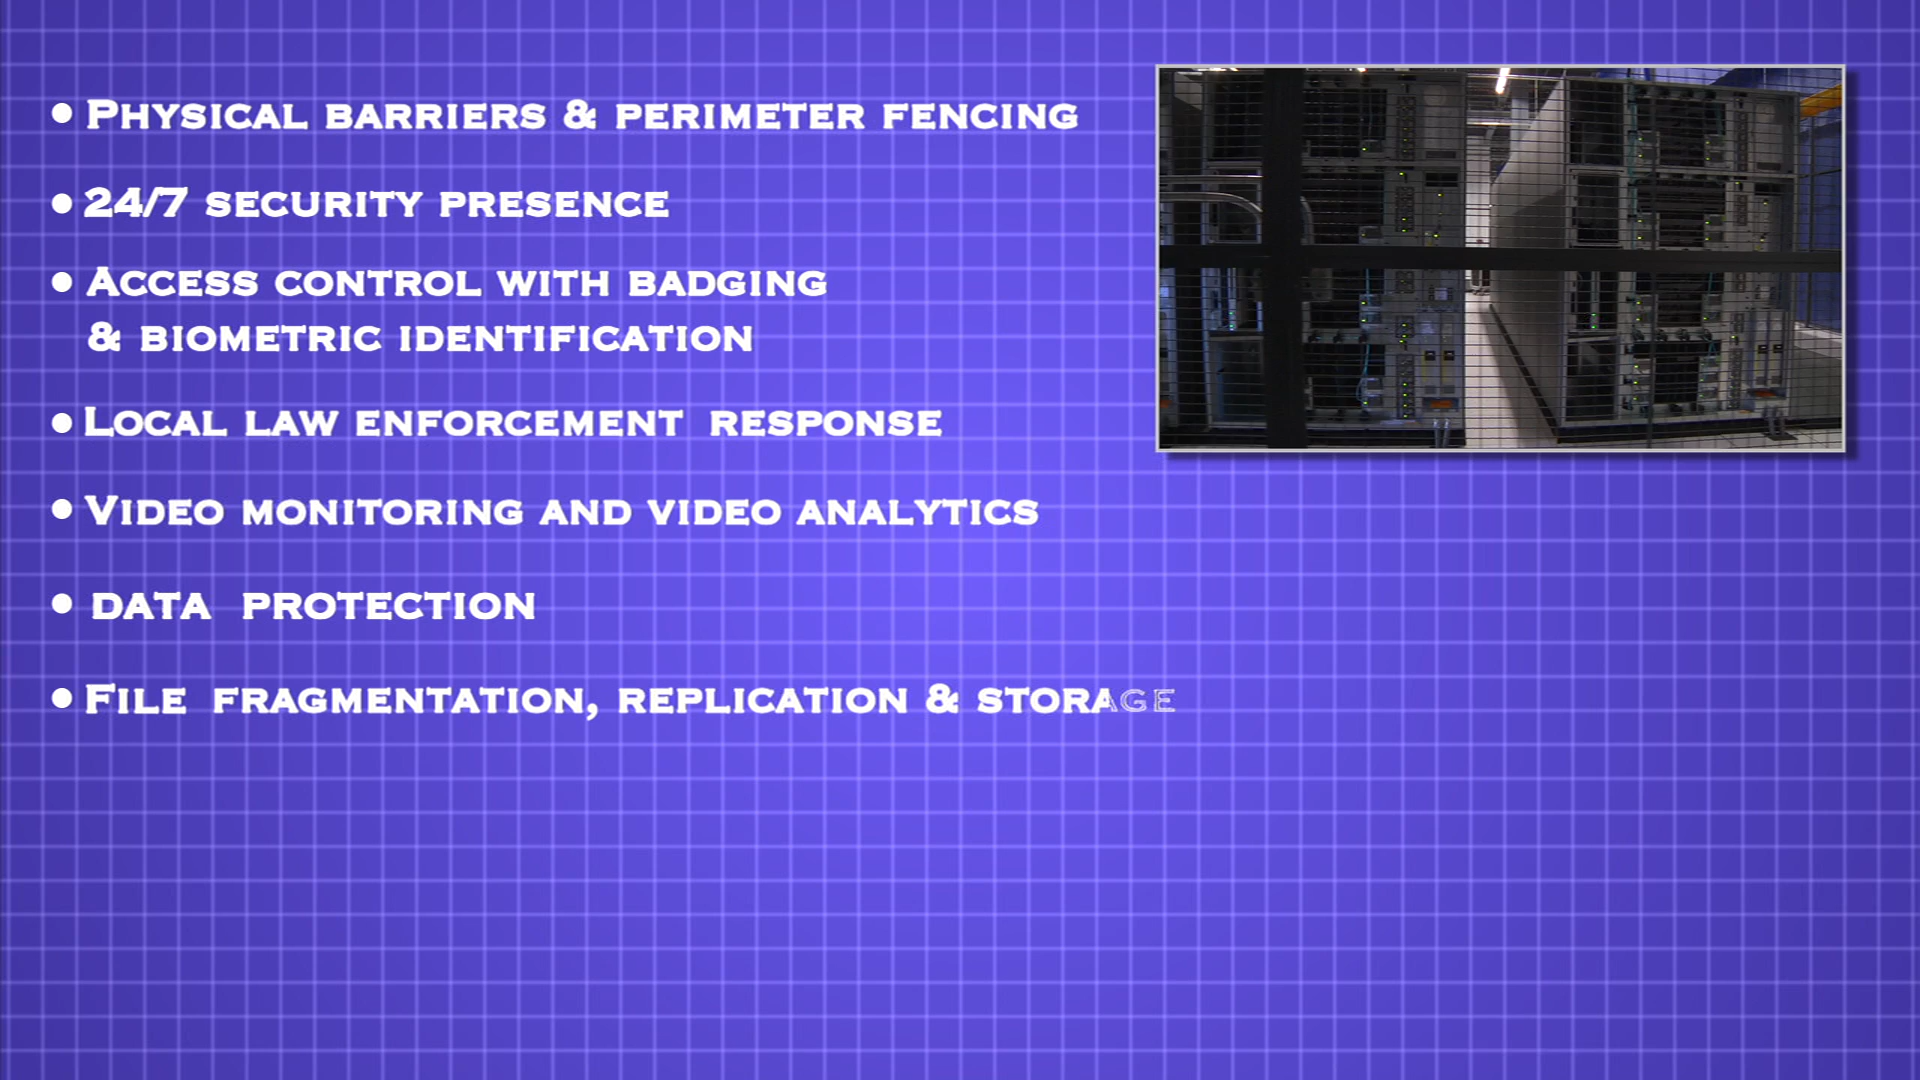 • Physical barriers & perimeter fencing
• 24/7 security presence
• Access control with badging
& biometric identification
• Local law enforcement response
• Video monitoring and video analytics
• data protection
• File fragmentation, replication & storage